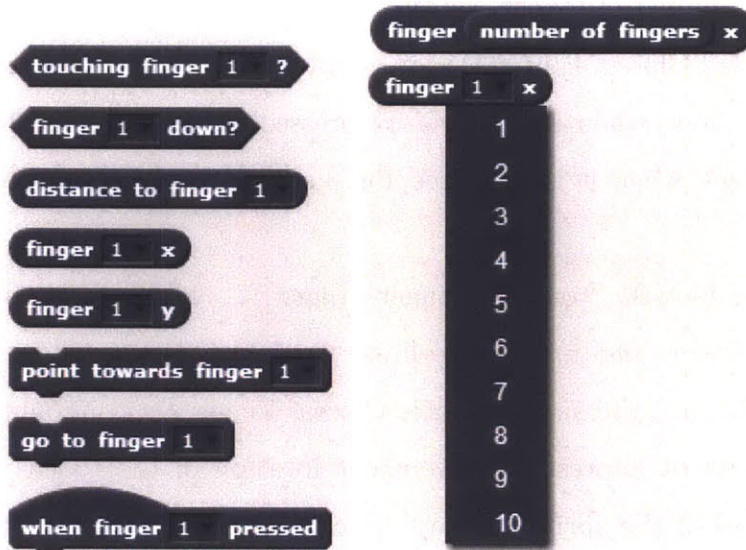 touching finger 1 ?
finger 1 down?
distance to finger 1
finger 1 x
finger 1 y
point towards finger 1
go to finger 1
when finger 1 pressed
finger number of fingers x
finger 1 x
1
2
3
4
5
6
7
8
9
10